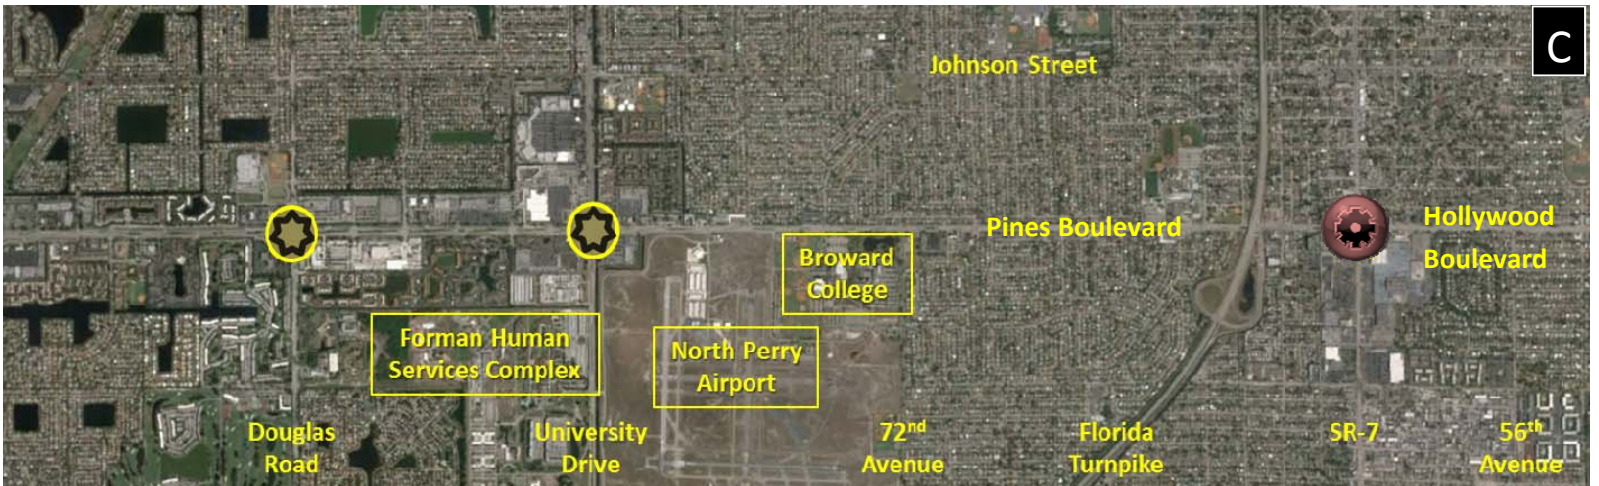 C
Johnson Street
Pines Boulevard
Hollywood
Boulevard
Broward
College
Forman Human
Services Complex
North Perry
Airport
Douglas
Road
University
Drive
72nd
Avenue
Florida
Turnpike
SR-7
56th
Avenue